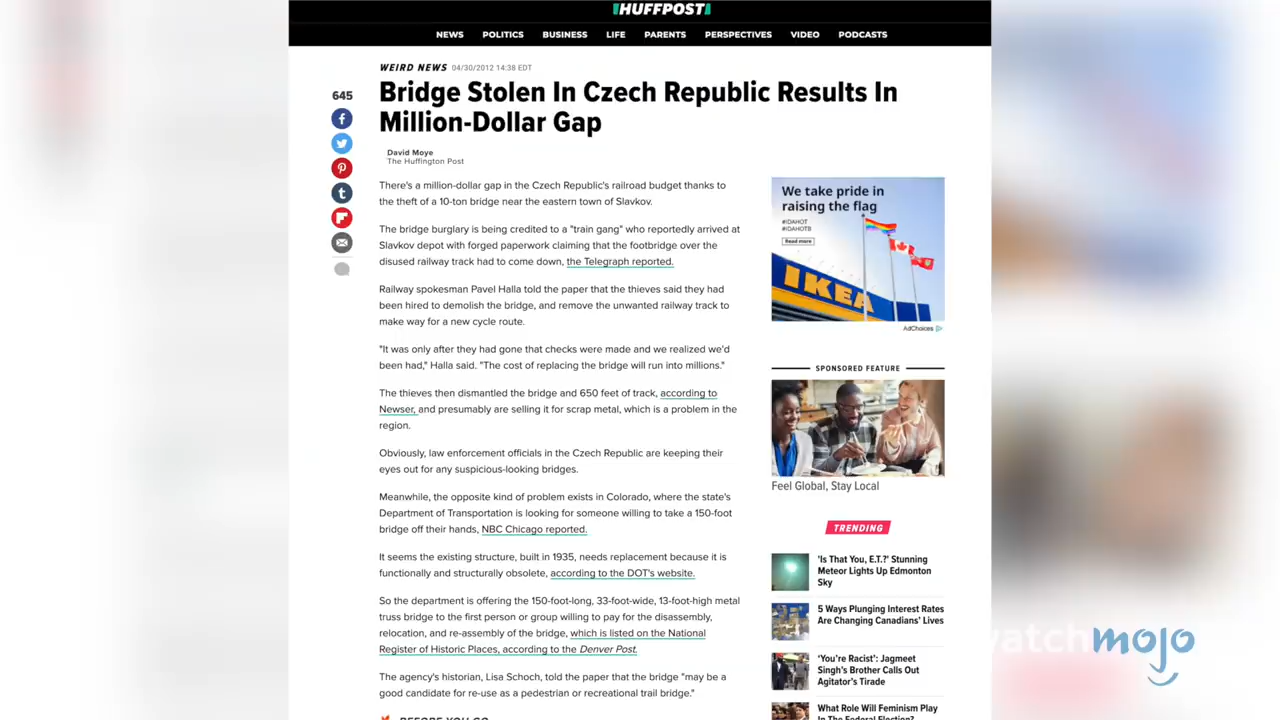 HUFFPOST
NEWS POLITICS BUSINESS LIFE PARENTS PERSPECTIVES VIDEO PODCASTS
WEIRD NEWS 04/30/2012 14:38 EDT
Bridge Stolen In Czech Republic Results In
Million-Dollar Gap
645
David Moye
The Huffington Post
There's a million-dollar gap in the Czech Republic's railroad budget thanks to
the theft of a 10-ton bridge near the eastern town of Slavkov.
The bridge burglary is being credited to a "train gang" who reportedly arrived at
Slavkov depot with forged paperwork claiming that the footbridge over the
disused railway track had to come down, the Telegraph reported.
Railway spokesman Pavel Halla told the paper that the thieves said they had
been hired to demolish the bridge, and remove the unwanted railway track to
make way for a new cycle route.
"It was only after they had gone that checks were made and we realized we'd
been had," Halla said. "The cost of replacing the bridge will run into millions."
The thieves then dismantled the bridge and 650 feet of track, according to
Newser, and presumably are selling it for scrap metal, which is a problem in the
region.
Obviously, law enforcement officials in the Czech Republic are keeping their
eyes out for any suspicious-looking bridges.
Meanwhile, the opposite kind of problem exists in Colorado, where the state's
Department of Transportation is looking for someone willing to take a 150-foot
bridge off their hands, NBC Chicago reported.
It seems the existing structure, built in 1935, needs replacement because it is
functionally and structurally obsolete, according to the DOT's website.
So the department is offering the 150-foot-long, 33-foot-wide, 13-foot-high metal
truss bridge to the first person or group willing to pay for the disassembly,
relocation, and re-assembly of the bridge, which is listed on the National
Register of Historic Places, according to the Denver Post.
The agency's historian, Lisa Schoch, told the paper that the bridge "may be a
good candidate for re-use as a pedestrian or recreational trail bridge."
BEFORE YOU GO
We take pride in
raising the flag
#IDAHOT
#IDAHOTB
Read more
IKEA
AdChoices
SPONSORED FEATURE
Feel Global, Stay Local
TRENDING
'Is That You, E.T.?' Stunning
Meteor Lights Up Edmonton
Sky
5 Ways Plunging Interest Rates
Are Changing Canadians' Lives
'You're Racist': Jagmeet
Singh's Brother Calls Out
Agitator's Tirade
What Role Will Feminism Play
In The Federal Election?
watchmojo